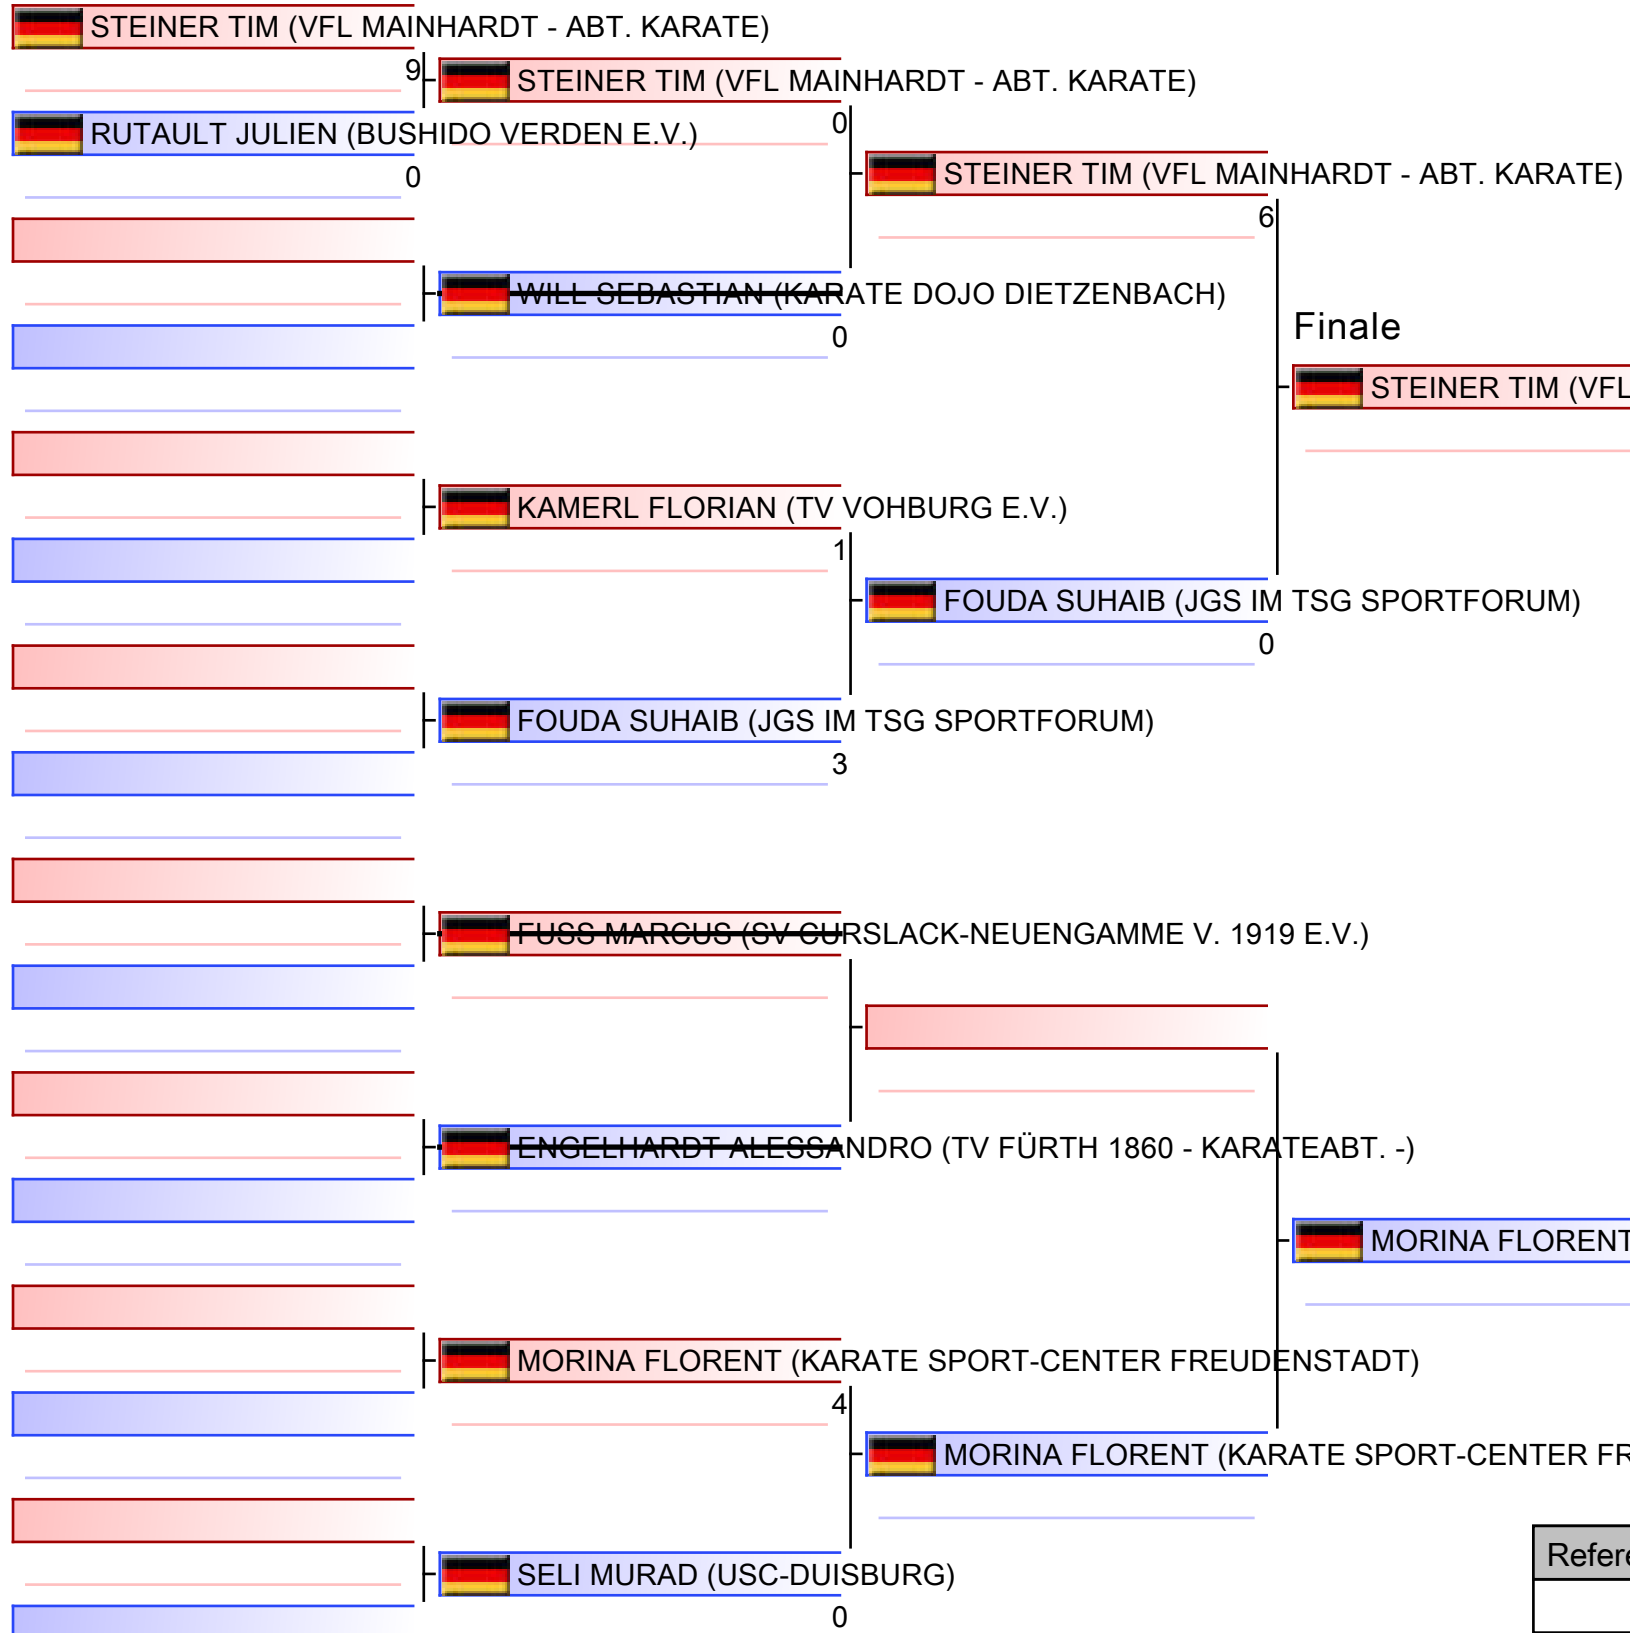 STEINER TIM (VFL MAINHARDT - ABT. KARATE)
9
STEINER TIM (VFL MAINHARDT - ABT. KARATE)
0
RUTAULT JULIEN (BUSHIDO VERDEN E.V.)
0
STEINER TIM (VFL MAINHARDT - ABT. KARATE)
6
WILL SEBASTIAN (KARATE DOJO DIETZENBACH)
0
Finale
STEINER TIM (VFL
KAMERL FLORIAN (TV VOHBURG E.V.)
1
FOUDA SUHAIB (JGS IM TSG SPORTFORUM)
0
FOUDA SUHAIB (JGS IM TSG SPORTFORUM)
3
FUSS MARCUS (SV CURSLACK-NEUENGAMME V. 1919 E.V.)
ENGELHARDT ALESSANDRO (TV FÜRTH 1860 - KARATEABT. -)
MORINA FLORENT
MORINA FLORENT (KARATE SPORT-CENTER FREUDENSTADT)
4
MORINA FLORENT (KARATE SPORT-CENTER FR
Refere
SELI MURAD (USC-DUISBURG)
0